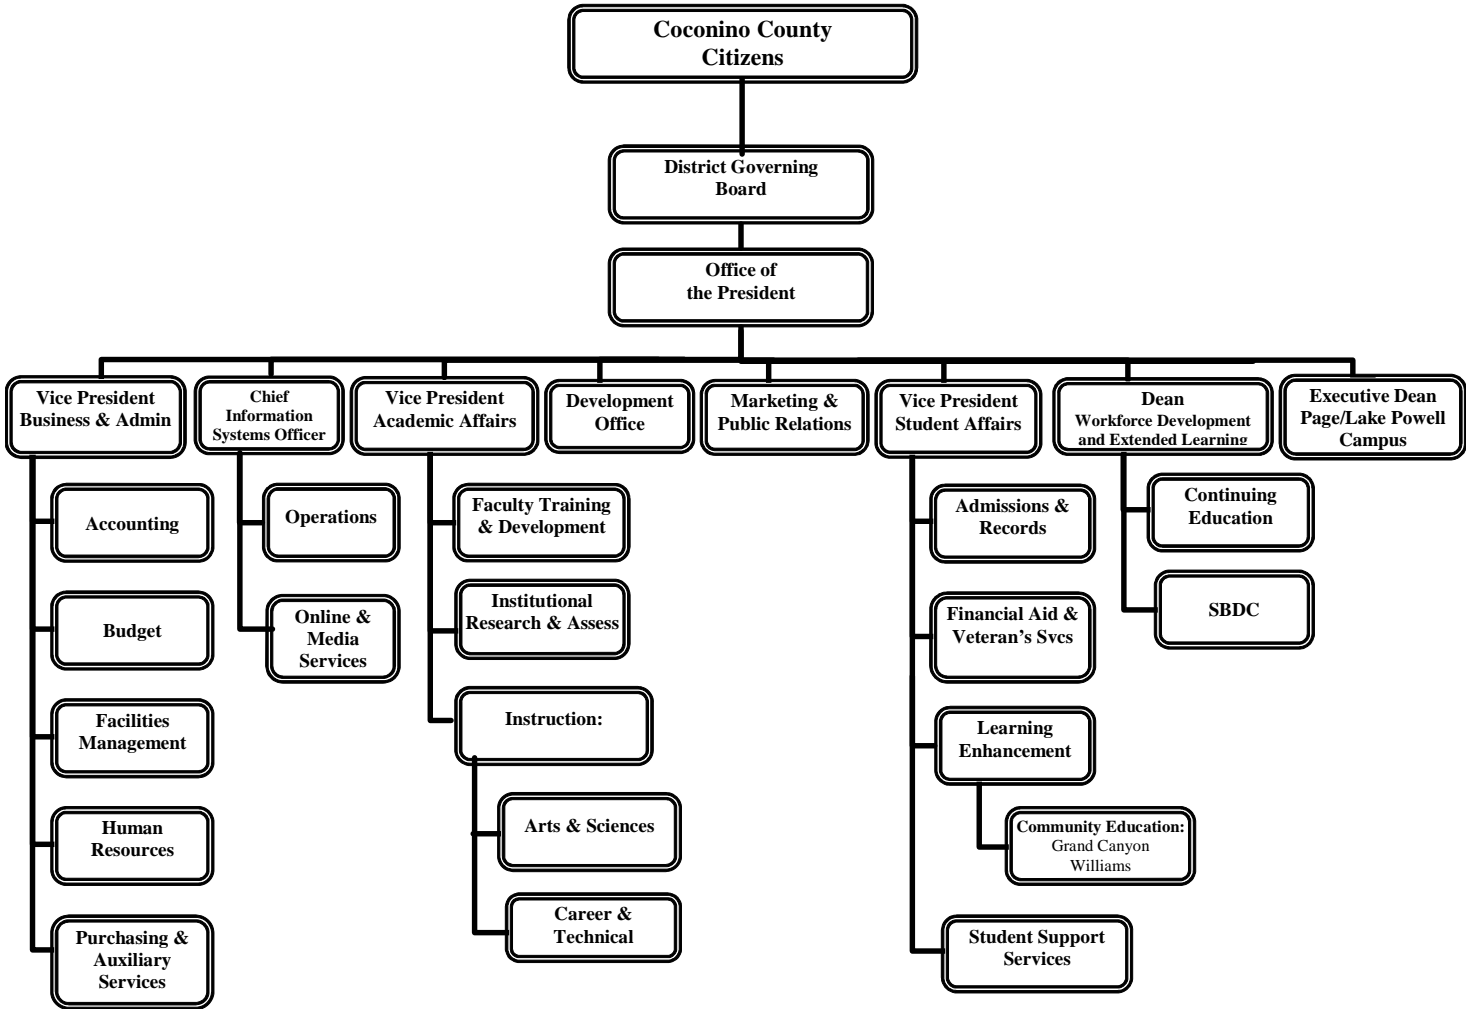 Coconino County
Citizens
District Governing
Board
Office of
the President
Vice President
Business & Admin
Chief
Information
Systems Officer
Vice President
Academic Affairs
Development
Office
Marketing &
Public Relations
Vice President
Student Affairs
Dean
Workforce Development
and Extended Learning
Executive Dean
Page/Lake Powell
Campus
Accounting
Budget
Facilities
Management
Human
Resources
Purchasing &
Auxiliary
Services
Operations
Online &
Media
Services
Faculty Training
& Development
Institutional
Research & Assess
Instruction:
Arts & Sciences
Career &
Technical
Admissions &
Records
Financial Aid &
Veteran's Svcs
Learning
Enhancement
Community Education:
Grand Canyon
Williams
Student Support
Services
Continuing
Education
SBDC